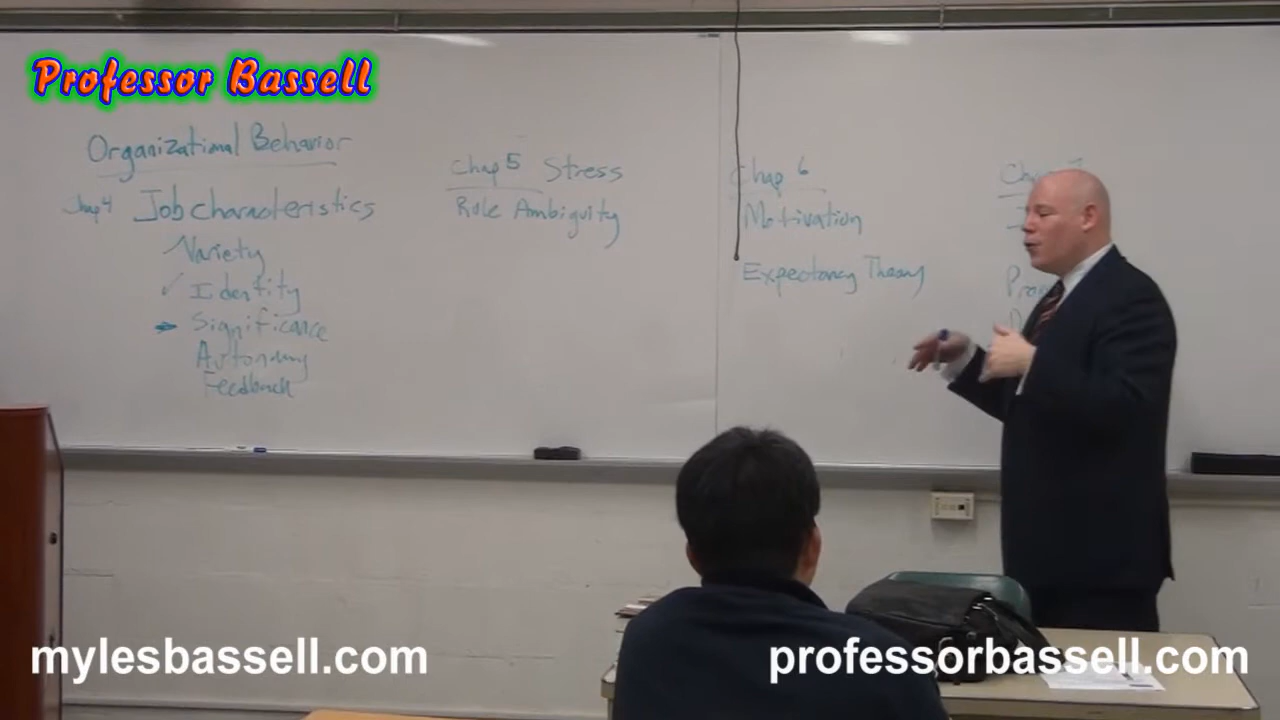 Professor Bassell
Organizational Behavior
Chap 4 Job characteristics
Variety
Identity
Significance
Autonomy
Feedback
Chap 5 Stress
Role Ambiguity
Chap 6
Motivation
Expectancy Theory
mylesbassell.com
professorbassell.com